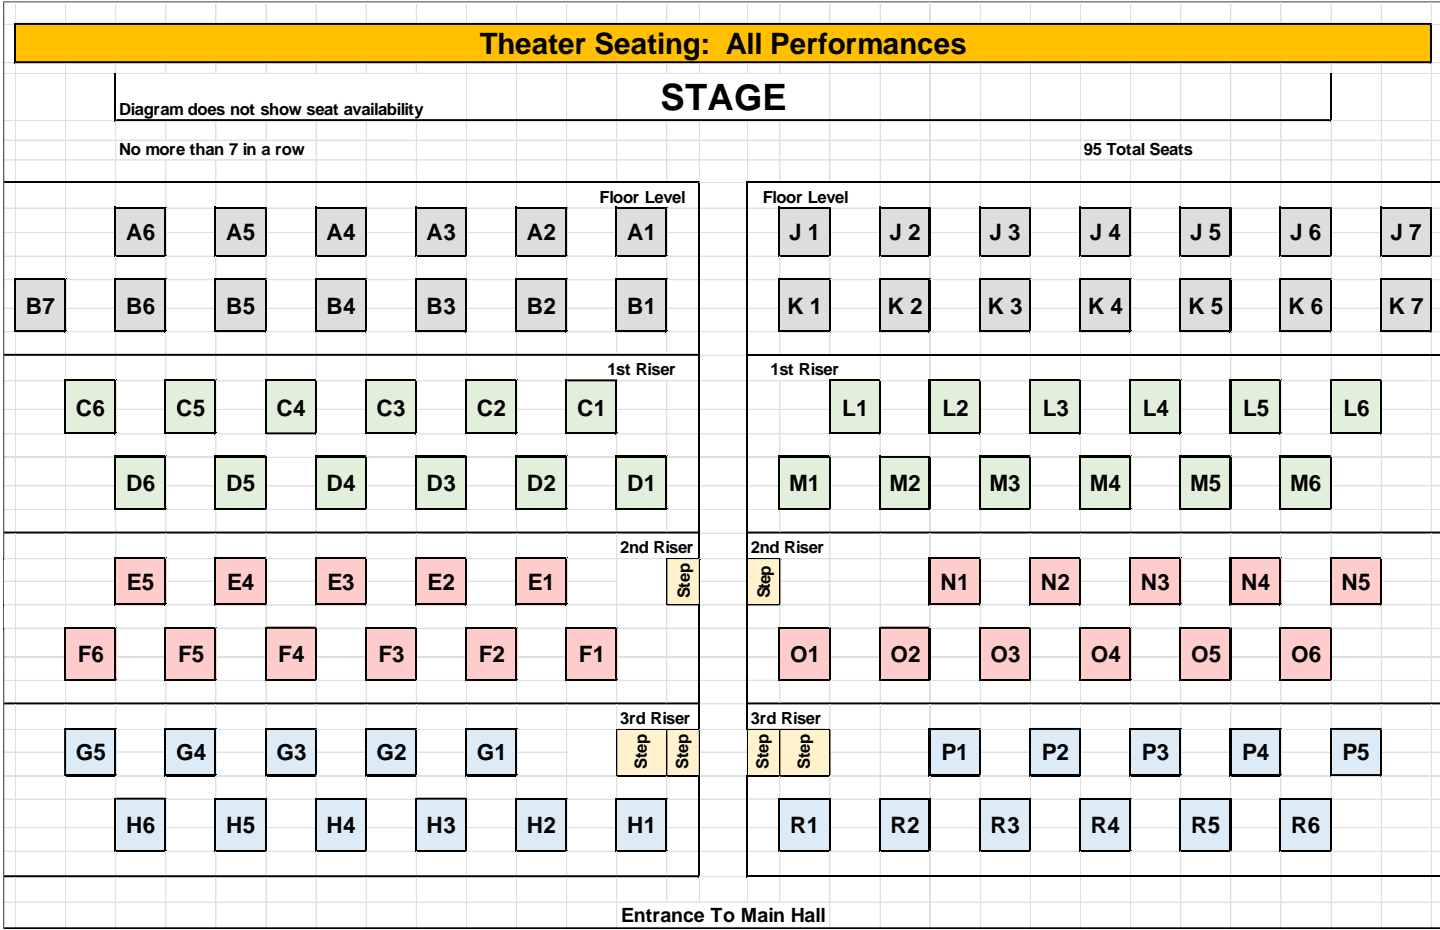 Theater Seating:  All Performances
STAGE
Diagram does not show seat availability
No more than 7 in a row
95 Total Seats
Floor Level
Floor Level
A6 A5 A4 A3 A2 A1 J 1 J 2 J 3 J 4 J 5 J 6 J 7
B7 B6 B5 B4 B3 B2 B1 K 1 K 2 K 3 K 4 K 5 K 6 K 7
1st Riser
1st Riser
C6 C5 C4 C3 C2 C1 L1 L2 L3 L4 L5 L6
D6 D5 D4 D3 D2 D1 M1 M2 M3 M4 M5 M6
2nd Riser
2nd Riser
E5 E4 E3 E2 E1 Step Step N1 N2 N3 N4 N5
F6 F5 F4 F3 F2 F1 O1 O2 O3 O4 O5 O6
3rd Riser
3rd Riser
G5 G4 G3 G2 G1 Step Step Step Step P1 P2 P3 P4 P5
H6 H5 H4 H3 H2 H1 R1 R2 R3 R4 R5 R6
Entrance To Main Hall